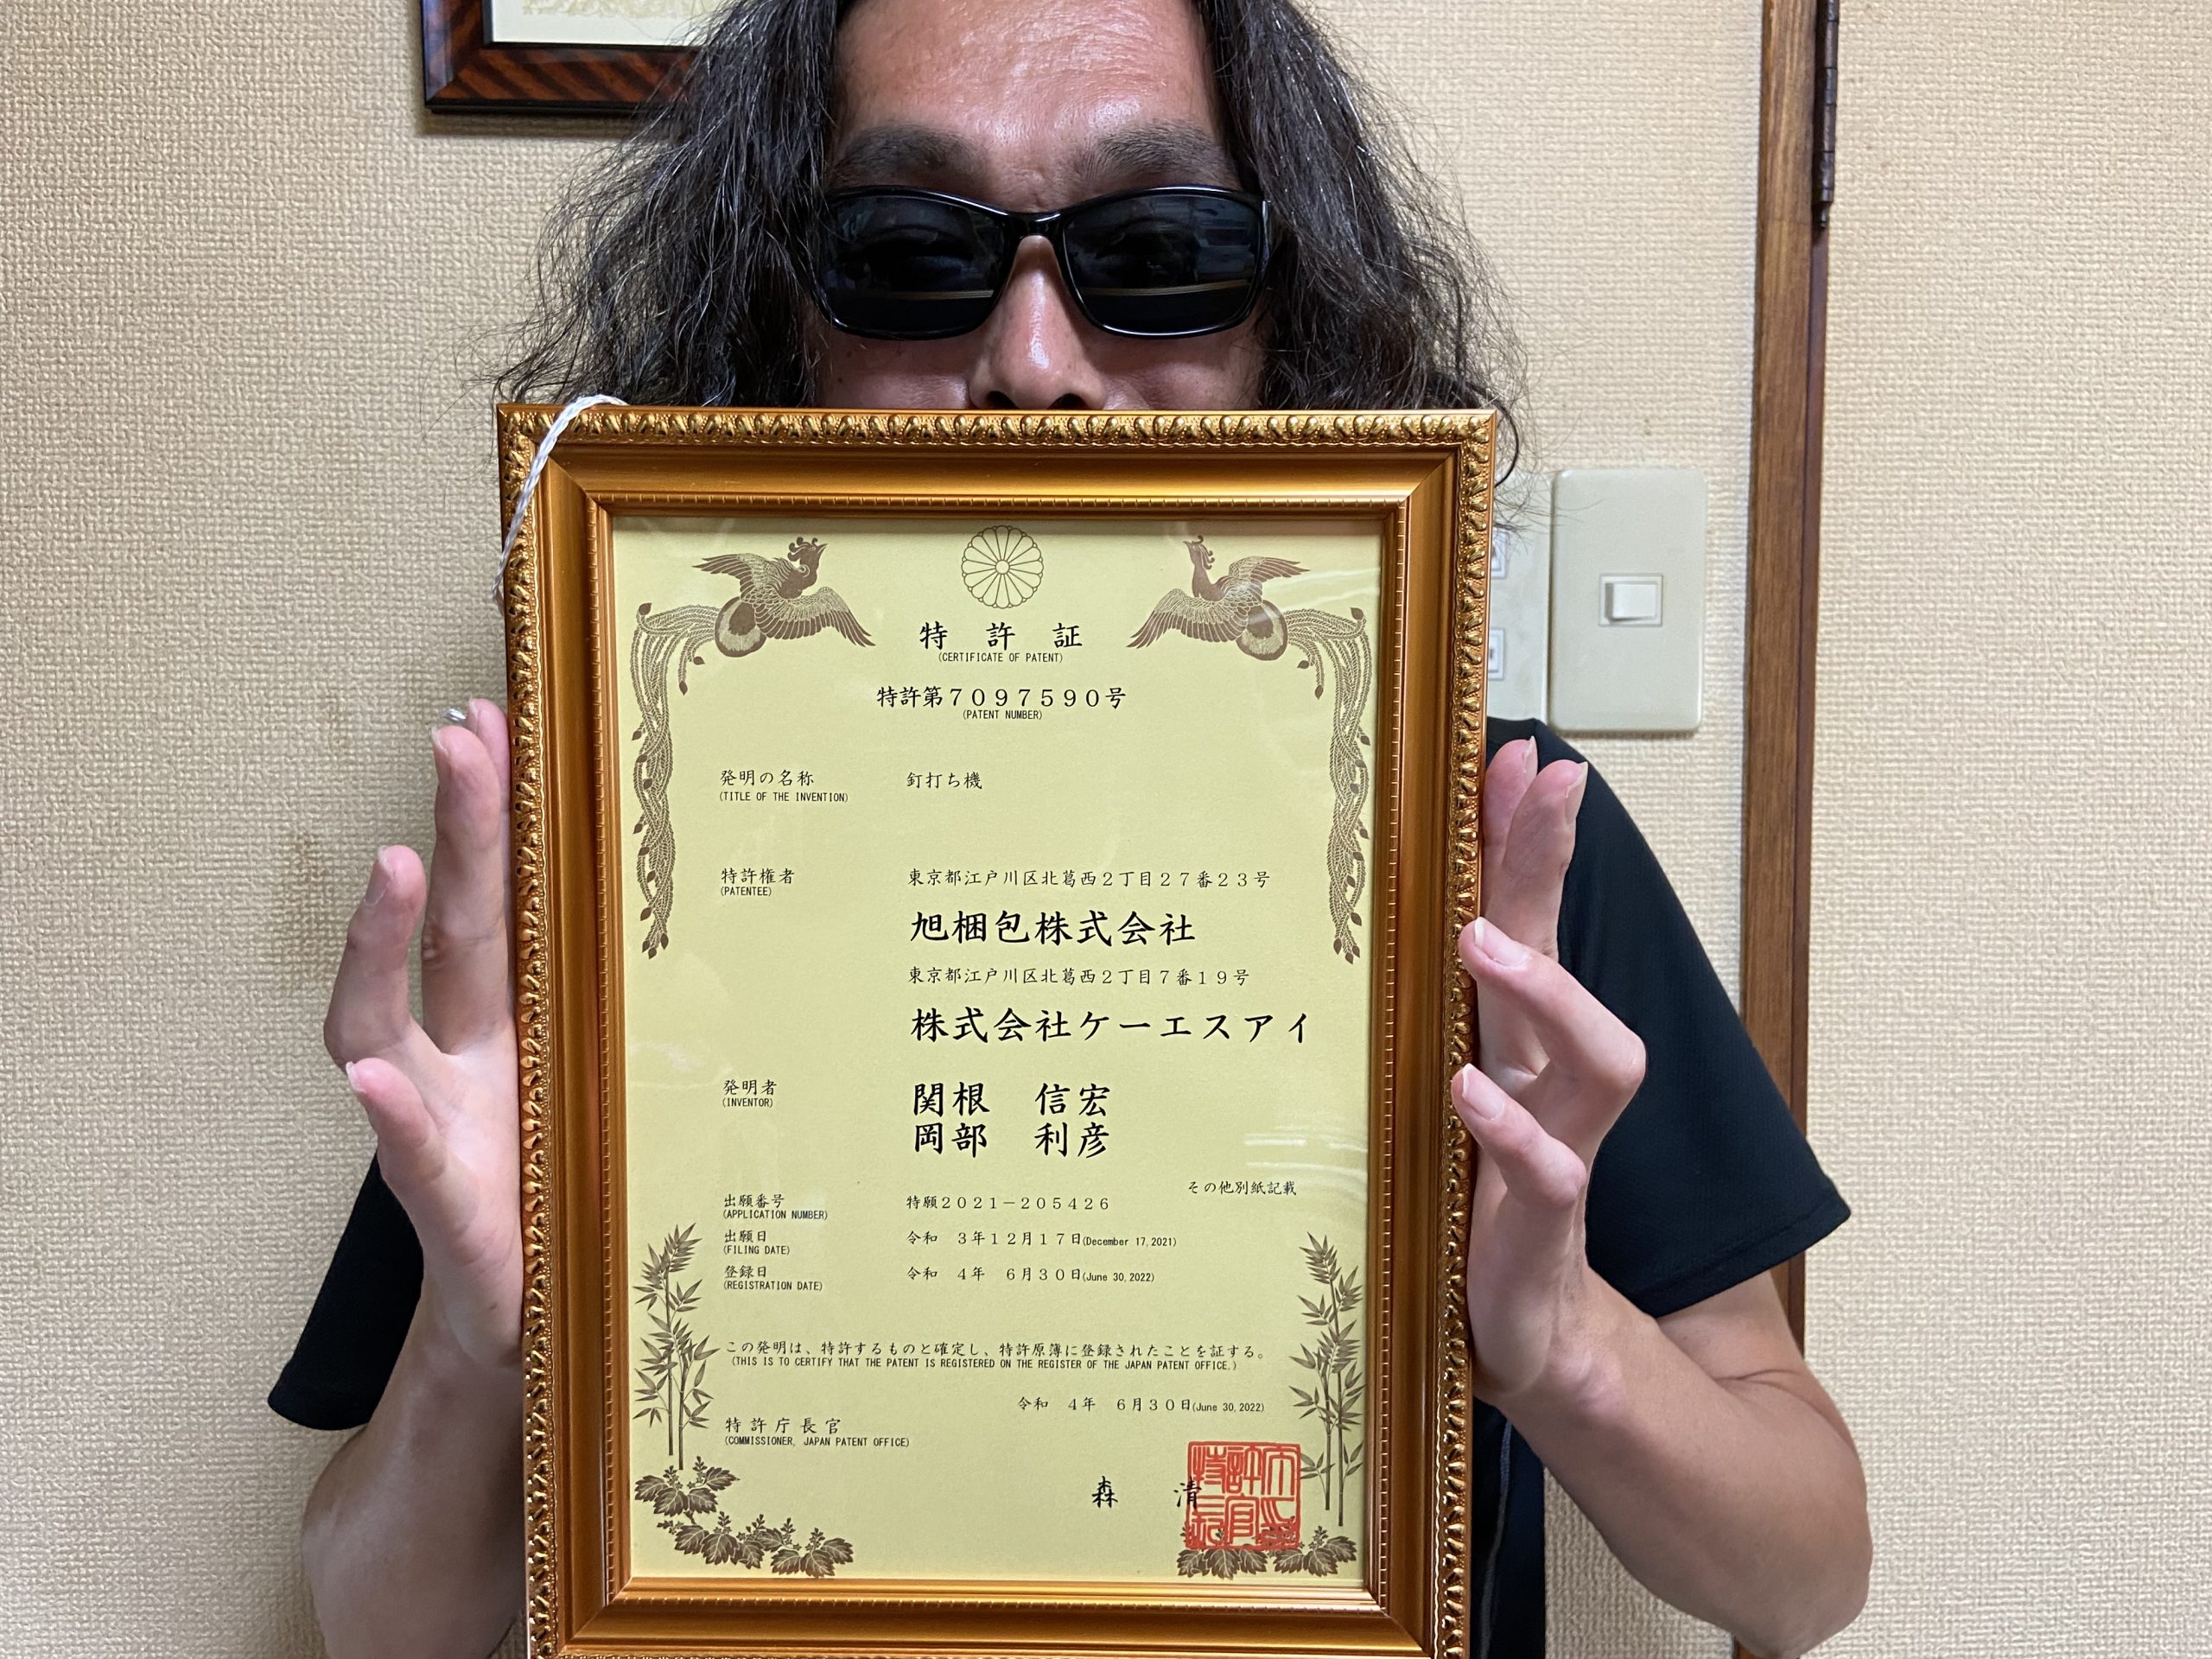 特許証
(CERTIFICATE OF PATENT)
特許第7097590号
(PATENT NUMBER)
発明の名称 釘打ち機
(TITLE OF THE INVENTION)
特許権者 東京都江戸川区北葛西2丁目27番23号
(PATENTEE)
旭梱包株式会社
東京都江戸川区北葛西2丁目7番19号
株式会社ケーエスアイ
発明者 関根 信宏
(INVENTOR)
岡部 利彦
その他別紙記載
出願番号 特願2021-205426
(APPLICATION NUMBER)
出願日 令和 3年12月17日(December 17,2021)
(FILING DATE)
登録日 令和 4年 6月30日(June 30,2022)
(REGISTRATION DATE)
この発明は、特許するものと確定し、特許原簿に登録されたことを証する。
(THIS IS TO CERTIFY THAT THE PATENT IS REGISTERED ON THE REGISTER OF THE JAPAN PATENT OFFICE.)
令和 4年 6月30日(June 30,2022)
特許庁長官
(COMMISSIONER, JAPAN PATENT OFFICE)
森 清